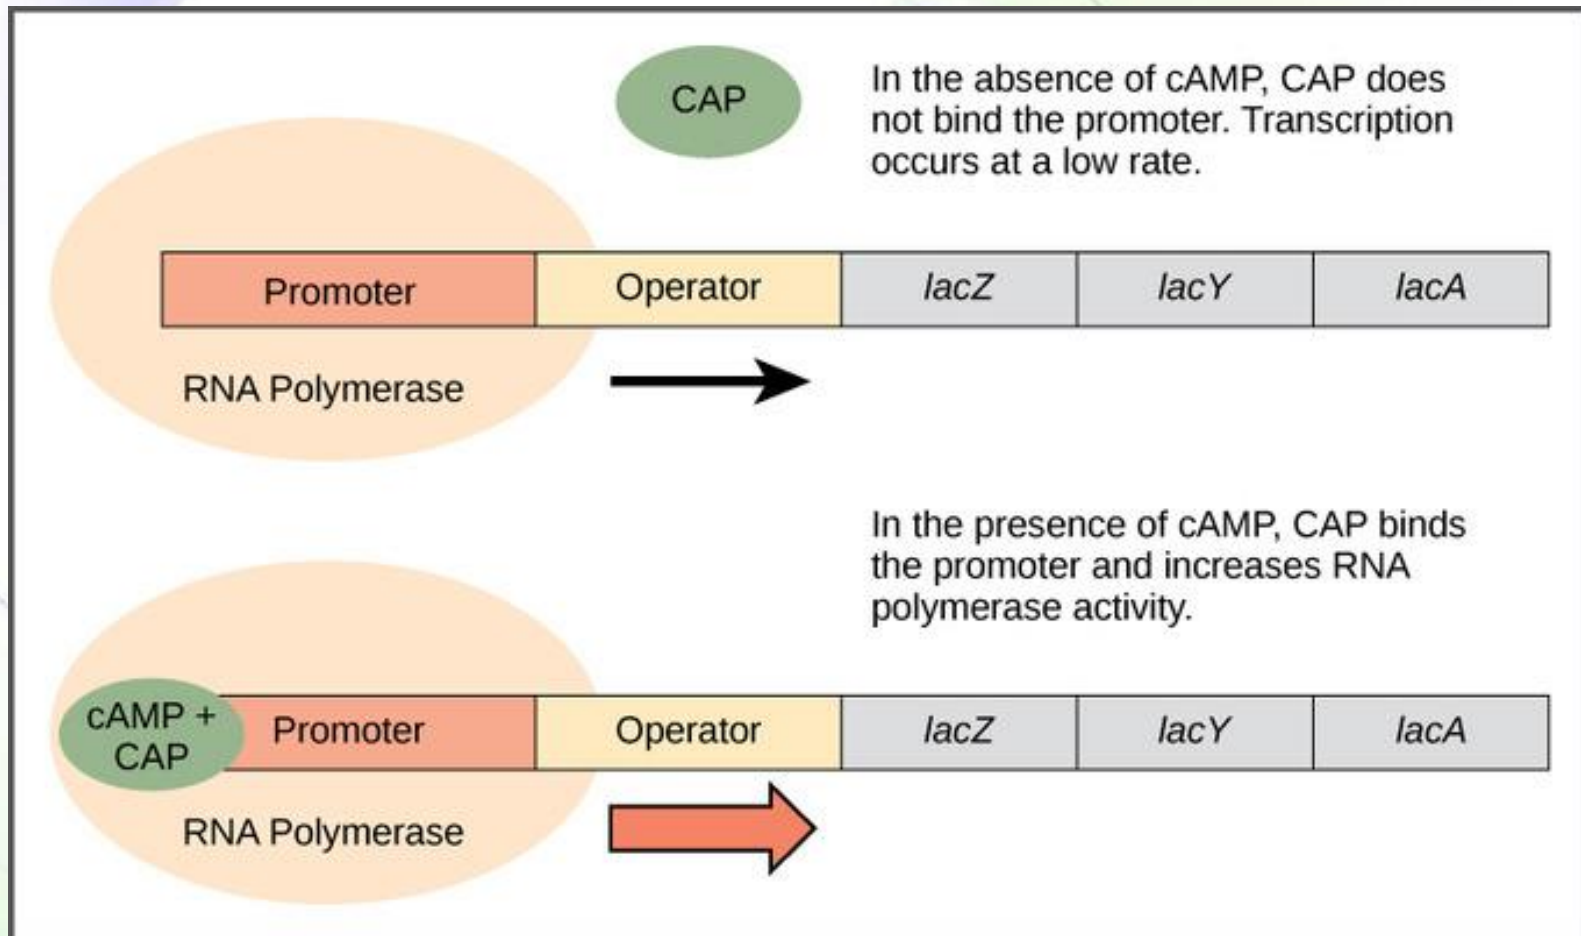 CAP
In the absence of cAMP, CAP does
not bind the promoter. Transcription
occurs at a low rate.
Promoter
Operator
lacZ
lacY
lacA
RNA Polymerase
In the presence of cAMP, CAP binds
the promoter and increases RNA
polymerase activity.
cAMP +
CAP
Promoter
Operator
lacZ
lacY
lacA
RNA Polymerase